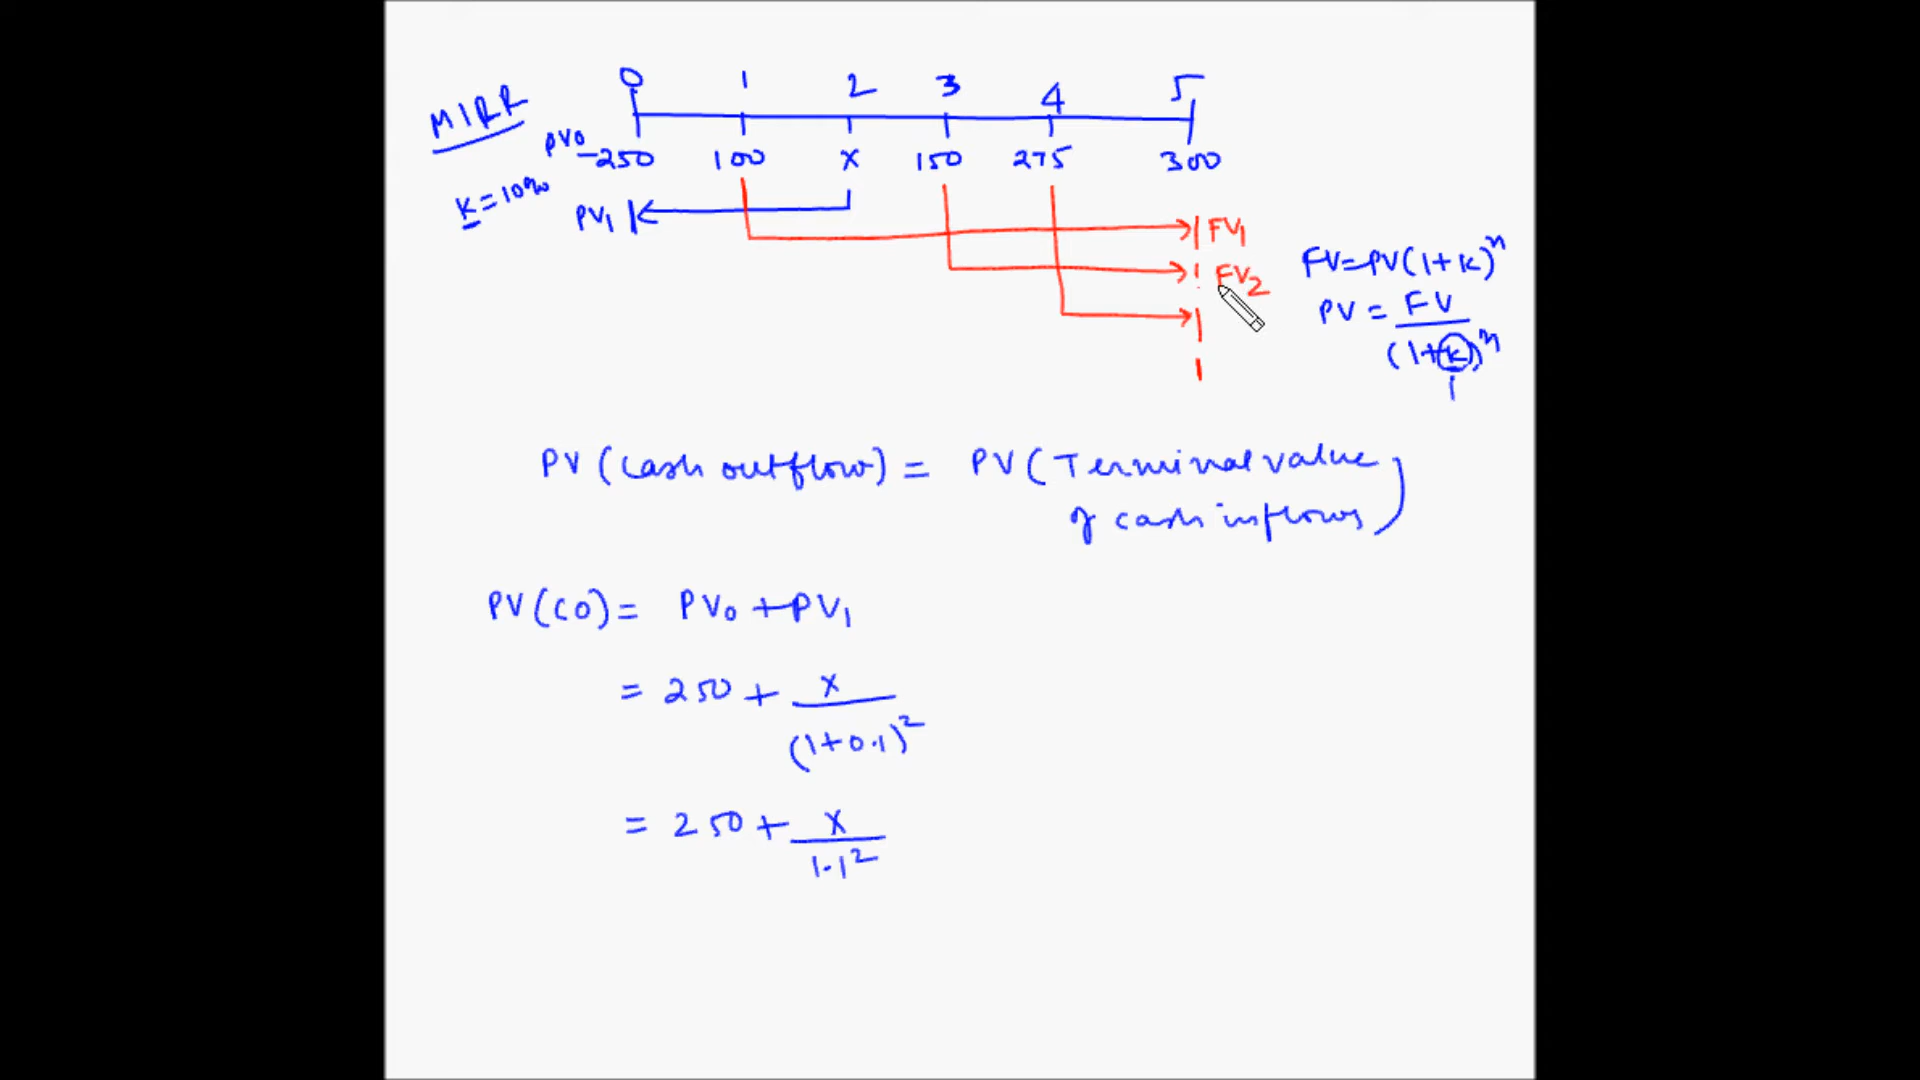 0 1 2 3 4 5
MIRR
PV0 -250 100 x 150 275 300
k=10%
PV1
FV1
FV2
FV=PV(1+k)^n
PV = FV
(1+k)^n
i
PV (cash outflow) = PV (Terminal value
of cash inflows)
PV(CO) = PV0 + PV1
= 250 + x
(1+0.1)^2
= 250 + x
1.1^2